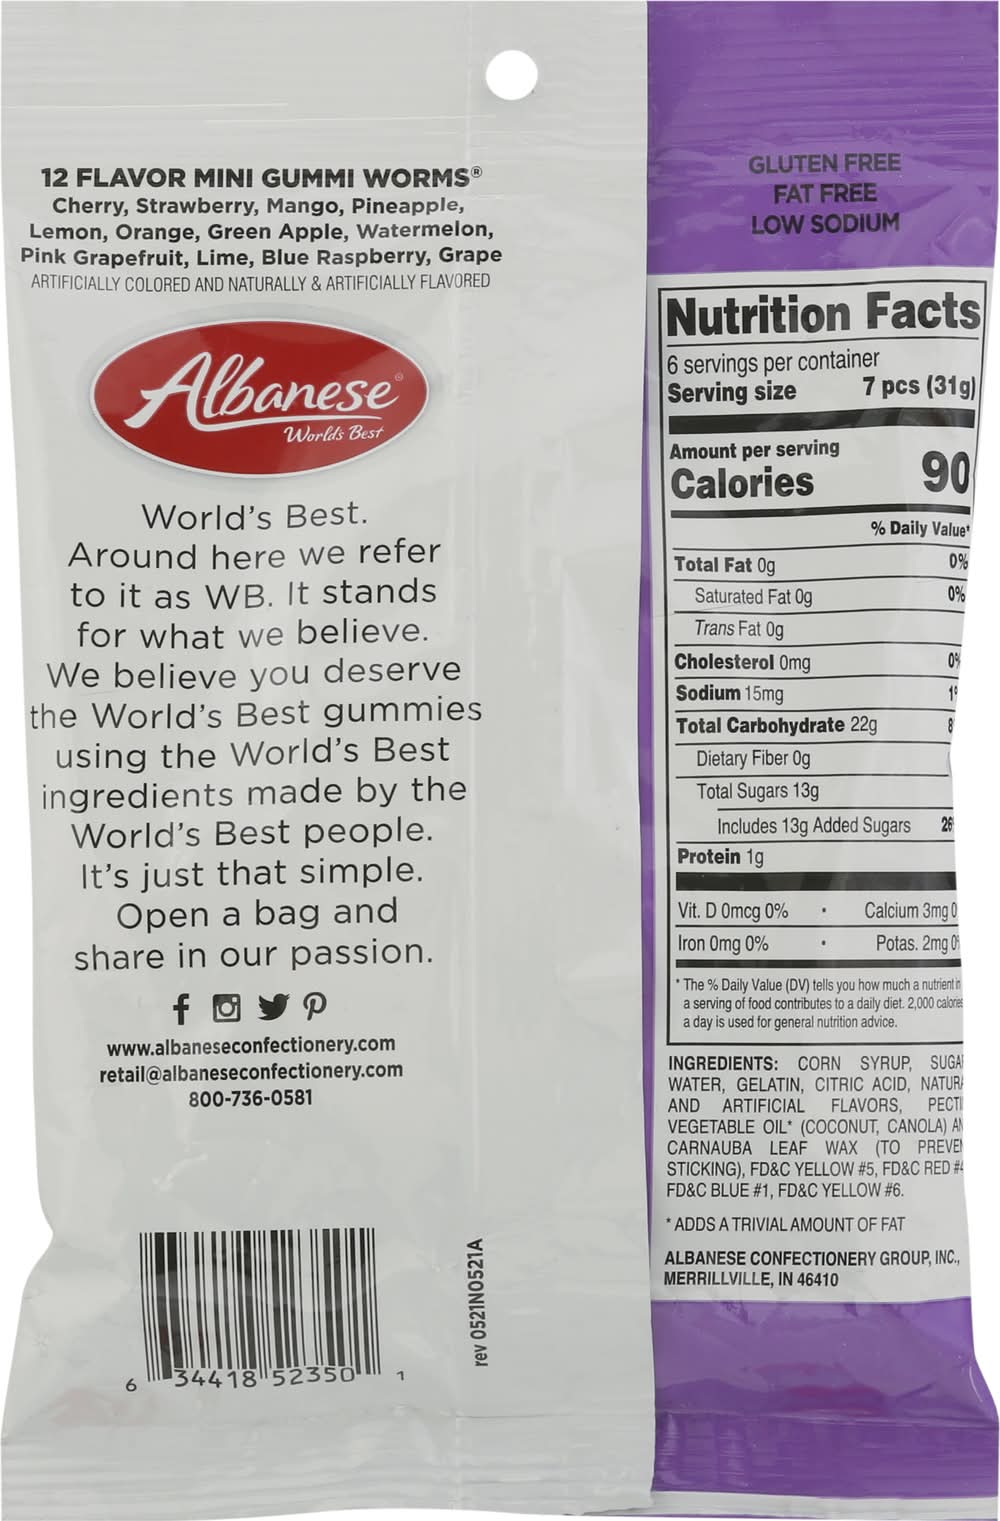 12 FLAVOR MINI GUMMI WORMS®
Cherry, Strawberry, Mango, Pineapple,
Lemon, Orange, Green Apple, Watermelon,
Pink Grapefruit, Lime, Blue Raspberry, Grape
ARTIFICIALLY COLORED AND NATURALLY & ARTIFICIALLY FLAVORED
Albanese®
World's Best
World's Best.
Around here we refer
to it as WB. It stands
for what we believe.
We believe you deserve
the World's Best gummies
using the World's Best
ingredients made by the
World's Best people.
It's just that simple.
Open a bag and
share in our passion.
www.albaneseconfectionery.com
retail@albaneseconfectionery.com
800-736-0581
6 34418 52350 1
rev 0521N0521A
GLUTEN FREE
FAT FREE
LOW SODIUM
Nutrition Facts
6 servings per container
Serving size 7 pcs (31g)
Amount per serving
Calories 90
% Daily Value*
Total Fat 0g 0%
Saturated Fat 0g 0%
Trans Fat 0g
Cholesterol 0mg 0%
Sodium 15mg 1%
Total Carbohydrate 22g 8
Dietary Fiber 0g
Total Sugars 13g
Includes 13g Added Sugars 26
Protein 1g
Vit. D 0mcg 0% • Calcium 3mg 0
Iron 0mg 0% • Potas. 2mg 0%
* The % Daily Value (DV) tells you how much a nutrient in
a serving of food contributes to a daily diet. 2,000 calories
a day is used for general nutrition advice.
INGREDIENTS: CORN SYRUP,
WATER, GELATIN, CITRIC ACID,
AND ARTIFICIAL FLAVORS,
VEGETABLE OIL* (COCONUT, CANOLA)
CARNAUBA LEAF WAX (TO
STICKING), FD&C YELLOW #5, FD&C RED #4
FD&C BLUE #1, FD&C YELLOW #6.
* ADDS A TRIVIAL AMOUNT OF FAT
ALBANESE CONFECTIONERY GROUP, INC.,
MERRILLVILLE, IN 46410